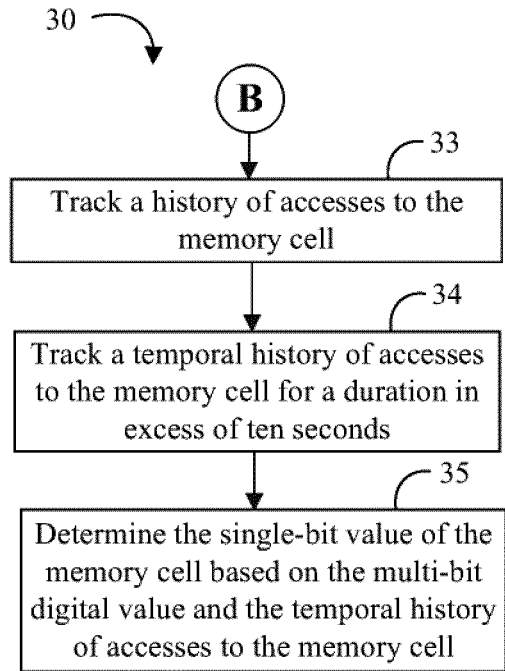 30
B
33
Track a history of accesses to the
memory cell
34
Track a temporal history of accesses
to the memory cell for a duration in
excess of ten seconds
35
Determine the single-bit value of the
memory cell based on the multi-bit
digital value and the temporal history
of accesses to the memory cell